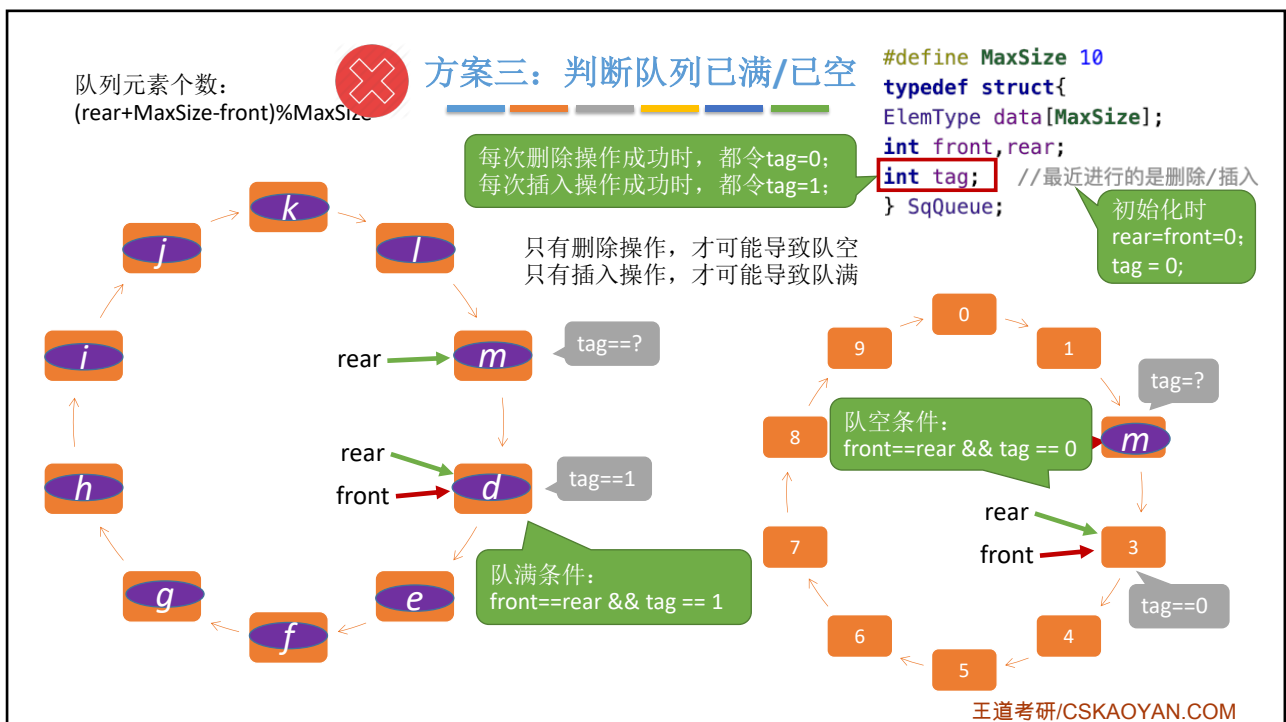 队列元素个数：
(rear+MaxSize-front)%MaxSize
方案三：判断队列已满/已空
#define MaxSize 10
typedef struct{
ElemType data[MaxSize];
int front,rear;
int tag; //最近进行的是删除/插入
} SqQueue;
每次删除操作成功时，都令tag=0；
每次插入操作成功时，都令tag=1；
初始化时
rear=front=0；
tag = 0;
只有删除操作，才可能导致队空
只有插入操作，才可能导致队满
k
l
j
i
h
g
f
e
rear
m
tag==?
rear
front
d
tag==1
队满条件：
front==rear && tag == 1
0
1
9
8
7
6
5
4
tag=?
m
队空条件：
front==rear && tag == 0
rear
front
3
tag==0
王道考研/CSKAOYAN.COM